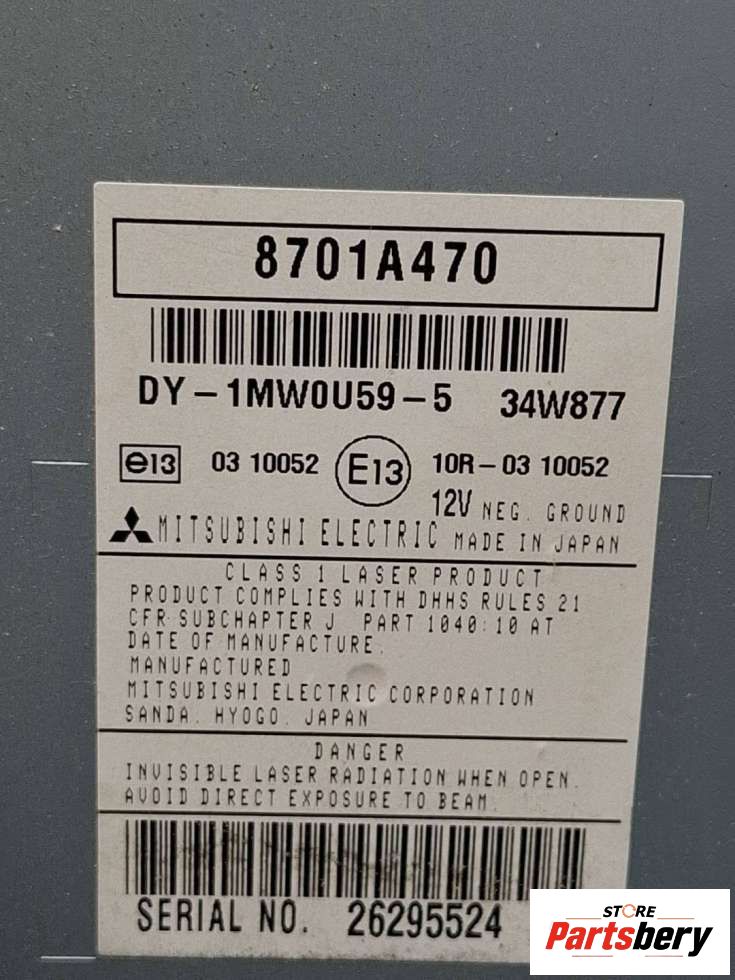 8701A470
DY-1MW0U59-5 34W877
e13 03 10052 E13 10R-03 10052
12V NEG. GROUND
MITSUBISHI ELECTRIC MADE IN JAPAN
CLASS 1 LASER PRODUCT
PRODUCT COMPLIES WITH DHHS RULES 21
CFR SUBCHAPTER J PART 1040:10 AT
DATE OF MANUFACTURE.
MANUFACTURED
MITSUBISHI ELECTRIC CORPORATION
SANDA. HYOGO. JAPAN
DANGER
INVISIBLE LASER RADIATION WHEN OPEN.
AVOID DIRECT EXPOSURE TO BEAM.
SERIAL NO. 26295524
STORE
Partsbery